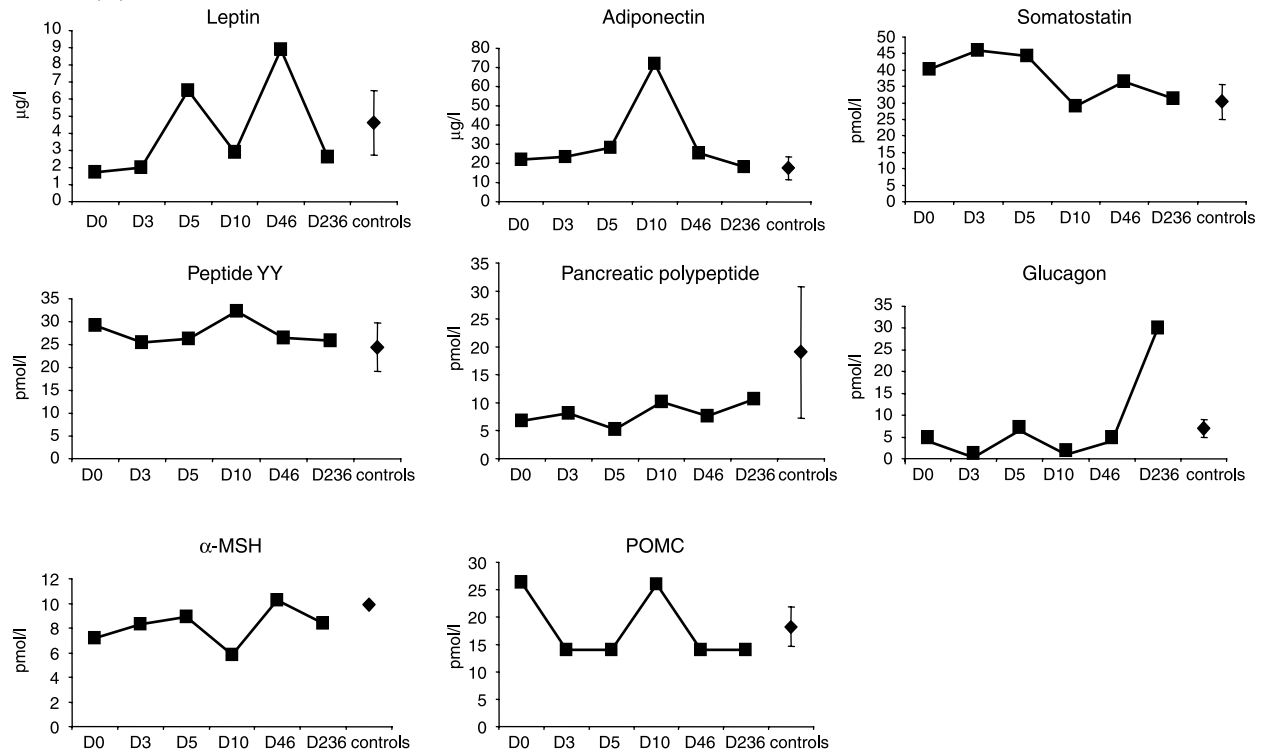 Leptin
10
9
8
7
6
5
4
3
2
1
0
µg/l
D0 D3 D5 D10 D46 D236 controls
Adiponectin
80
70
60
50
40
30
20
10
0
µg/l
D0 D3 D5 D10 D46 D236 controls
Somatostatin
50
45
40
35
30
25
20
15
10
5
0
pmol/l
D0 D3 D5 D10 D46 D236 controls
Peptide YY
35
30
25
20
15
10
5
0
pmol/l
D0 D3 D5 D10 D46 D236 controls
Pancreatic polypeptide
35
30
25
20
15
10
5
0
pmol/l
D0 D3 D5 D10 D46 D236 controls
Glucagon
35
30
25
20
15
10
5
0
pmol/l
D0 D3 D5 D10 D46 D236 controls
α-MSH
12
10
8
6
4
2
0
pmol/l
D0 D3 D5 D10 D46 D236 controls
POMC
30
25
20
15
10
5
0
pmol/l
D0 D3 D5 D10 D46 D236 controls